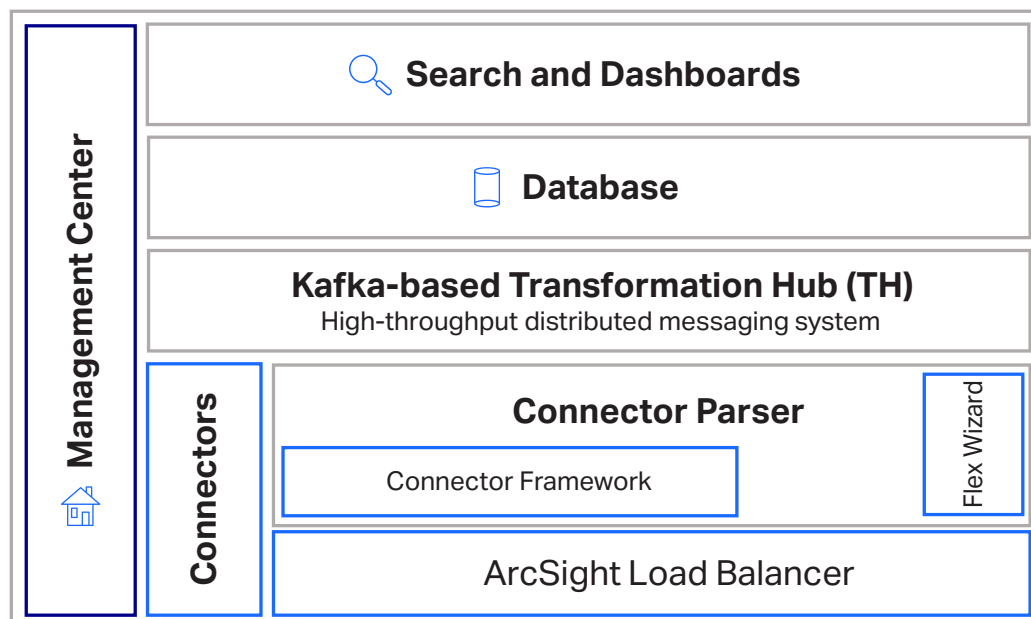 Management Center
Search and Dashboards
Database
Kafka-based Transformation Hub (TH)
High-throughput distributed messaging system
Connectors
Connector Parser
Connector Framework
Flex Wizard
ArcSight Load Balancer